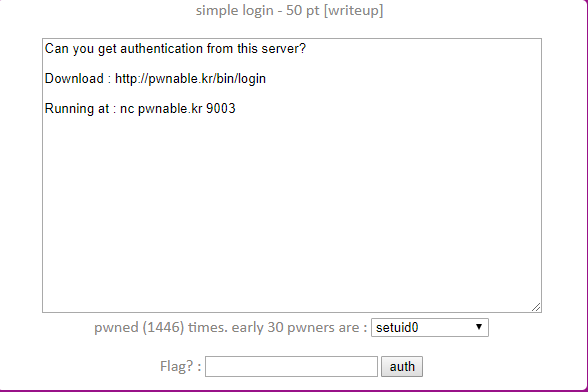 simple login - 50 pt [writeup]
Can you get authentication from this server?
Download : http://pwnable.kr/bin/login
Running at : nc pwnable.kr 9003
pwned (1446) times. early 30 pwners are : setuid0
Flag? : auth